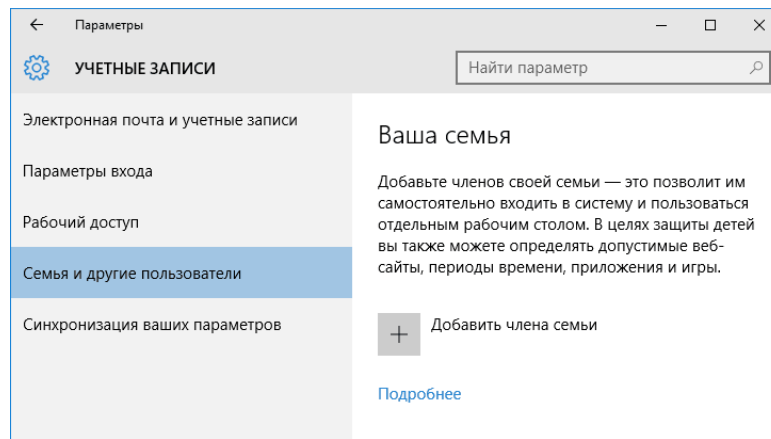 Параметры
УЧЕТНЫЕ ЗАПИСИ
Найти параметр
Электронная почта и учетные записи
Параметры входа
Рабочий доступ
Семья и другие пользователи
Синхронизация ваших параметров
Ваша семья
Добавьте членов своей семьи — это позволит им
самостоятельно входить в систему и пользоваться
отдельным рабочим столом. В целях защиты детей
вы также можете определять допустимые веб-
сайты, периоды времени, приложения и игры.
Добавить члена семьи
Подробнее